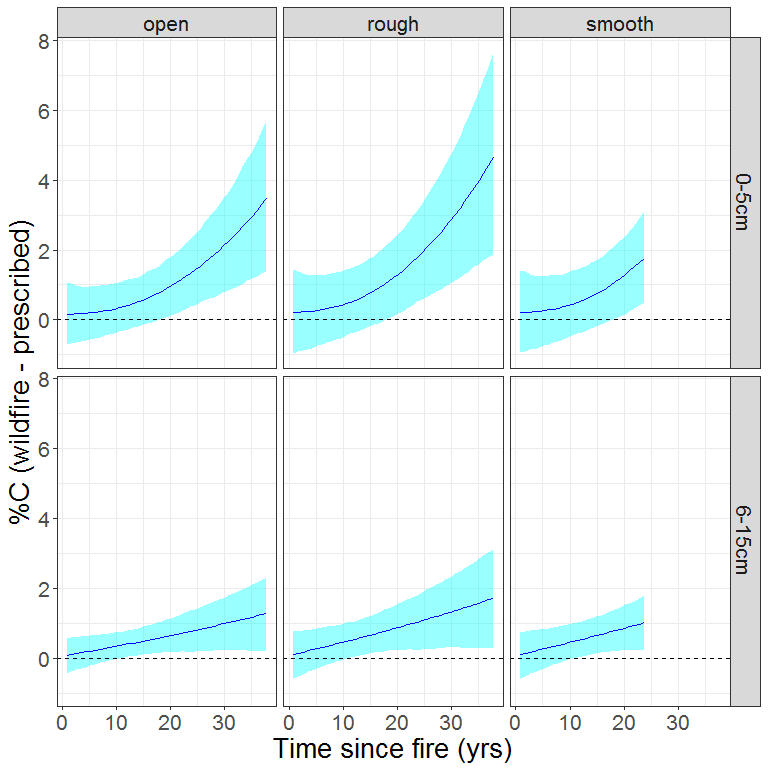 open rough smooth
8
6
4
2
0
0-5cm
8
6
4
2
0
6-15cm
%C (wildfire - prescribed)
0 10 20 30 0 10 20 30 0 10 20 30
Time since fire (yrs)